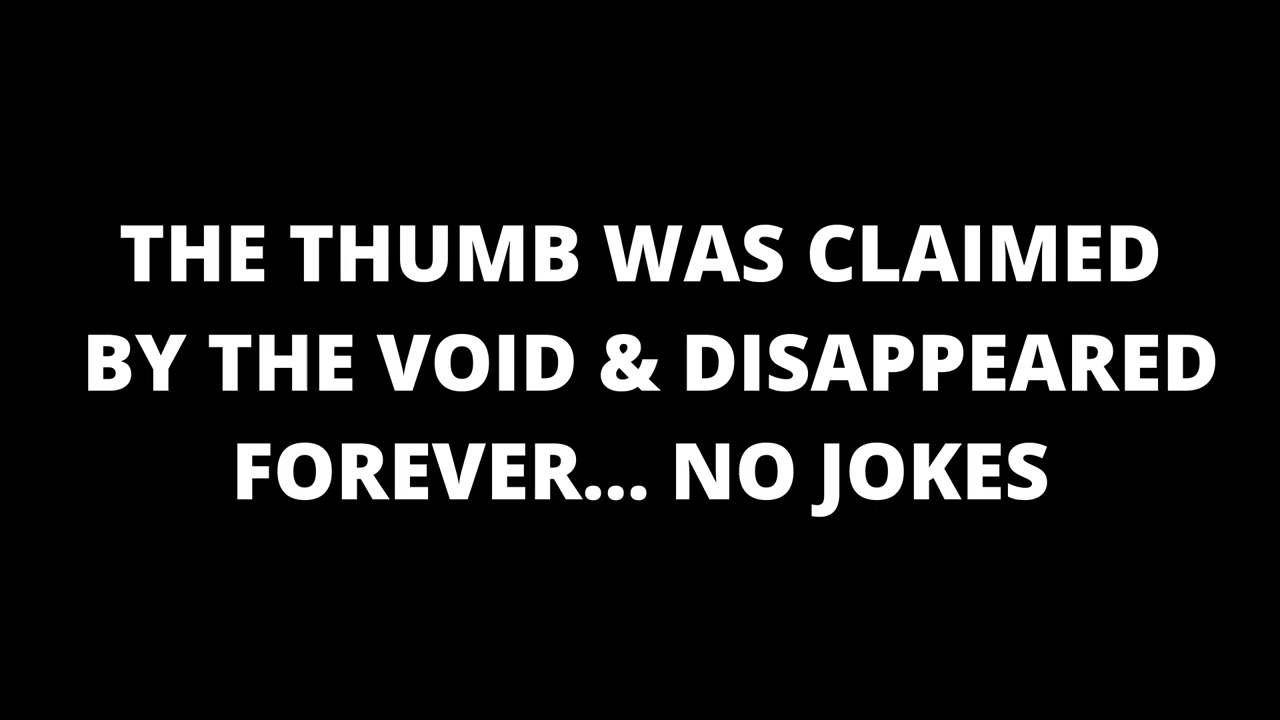 THE THUMB WAS CLAIMED
BY THE VOID & DISAPPEARED
FOREVER... NO JOKES